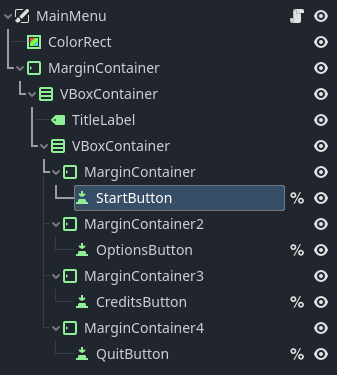 MainMenu
ColorRect
MarginContainer
VBoxContainer
TitleLabel
VBoxContainer
MarginContainer
StartButton %
MarginContainer2
OptionsButton %
MarginContainer3
CreditsButton %
MarginContainer4
QuitButton %